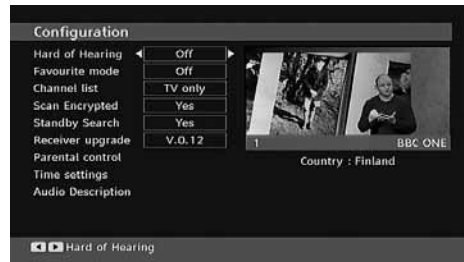 Configuration
Hard of Hearing Off
Favourite mode Off
Channel list TV only
Scan Encrypted Yes
Standby Search Yes
Receiver upgrade V.0.12
Parental control
Time settings
Audio Description
1 BBC ONE
Country : Finland
Hard of Hearing